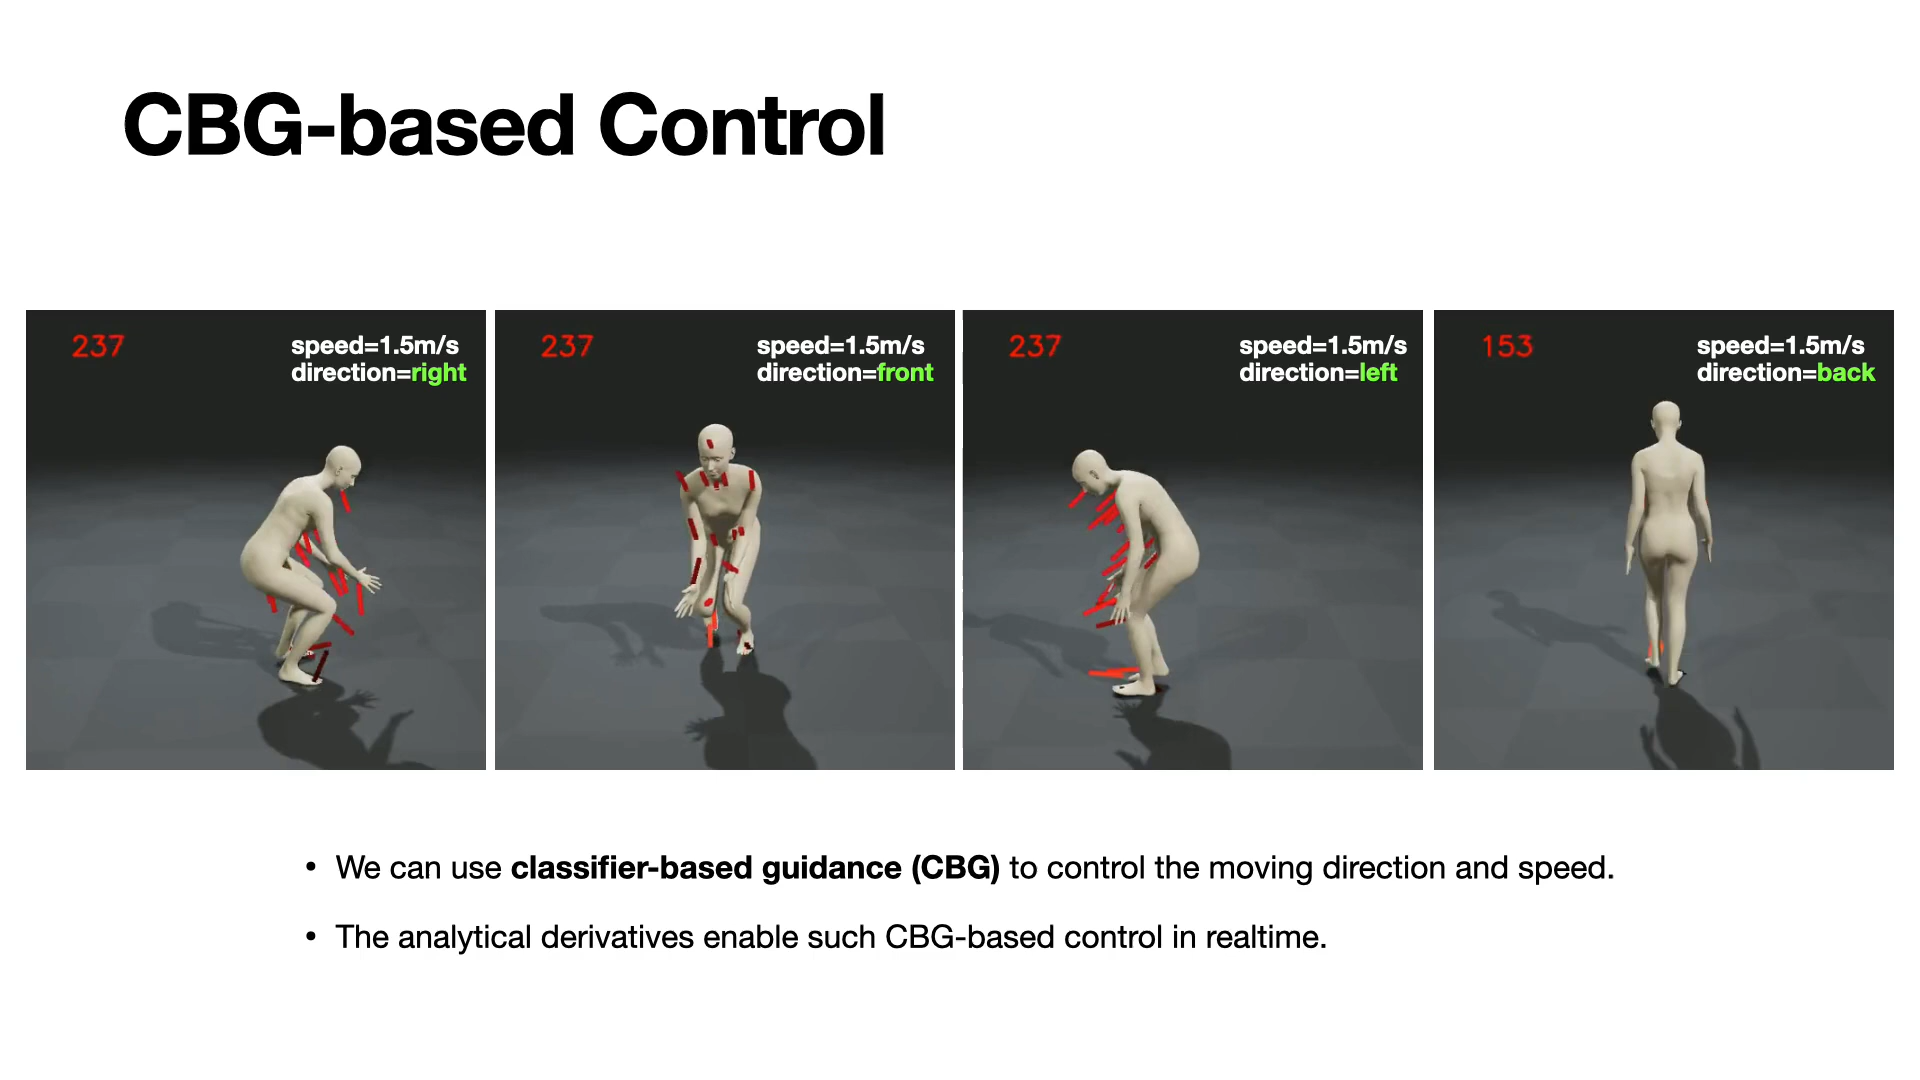 CBG-based Control
237
speed=1.5m/s
direction=right
237
speed=1.5m/s
direction=front
237
speed=1.5m/s
direction=left
153
speed=1.5m/s
direction=back
• We can use classifier-based guidance (CBG) to control the moving direction and speed.
• The analytical derivatives enable such CBG-based control in realtime.